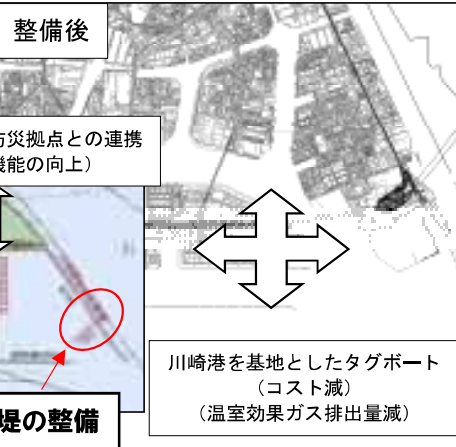 整備後
災拠点との連携
機能の向上）
川崎港を基地としたタグボート
（コスト減）
（温室効果ガス排出量減）
堤の整備